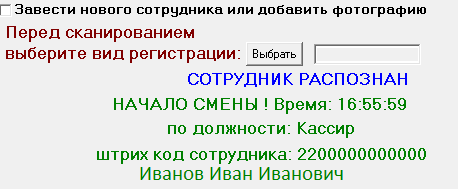 Завести нового сотрудника или добавить фотографию
Перед сканированием
выберите вид регистрации: Выбрать
СОТРУДНИК РАСПОЗНАН
НАЧАЛО СМЕНЫ ! Время: 16:55:59
по должности: Кассир
штрих код сотрудника: 2200000000000
Иванов Иван Иванович